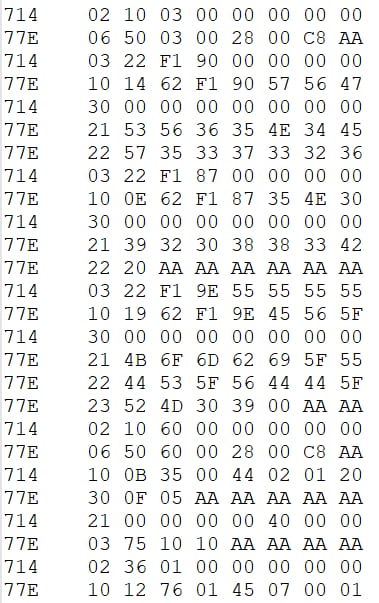 714 02 10 03 00 00 00 00 00
77E 06 50 03 00 28 00 C8 AA
714 03 22 F1 90 00 00 00 00
77E 10 14 62 F1 90 57 56 47
714 30 00 00 00 00 00 00 00
77E 21 53 56 36 35 4E 34 45
77E 22 57 35 33 37 33 32 36
714 03 22 F1 87 00 00 00 00
77E 10 0E 62 F1 87 35 4E 30
714 30 00 00 00 00 00 00 00
77E 21 39 32 30 38 38 33 42
77E 22 20 AA AA AA AA AA AA
714 03 22 F1 9E 55 55 55 55
77E 10 19 62 F1 9E 45 56 5F
714 30 00 00 00 00 00 00 00
77E 21 4B 6F 6D 62 69 5F 55
77E 22 44 53 5F 56 44 44 5F
77E 23 52 4D 30 39 00 AA AA
714 02 10 60 00 00 00 00 00
77E 06 50 60 00 28 00 C8 AA
714 10 0B 35 00 44 02 01 20
77E 30 0F 05 AA AA AA AA AA
714 21 00 00 00 00 40 00 00
77E 03 75 10 10 AA AA AA AA
714 02 36 01 00 00 00 00 00
77E 10 12 76 01 45 07 00 01